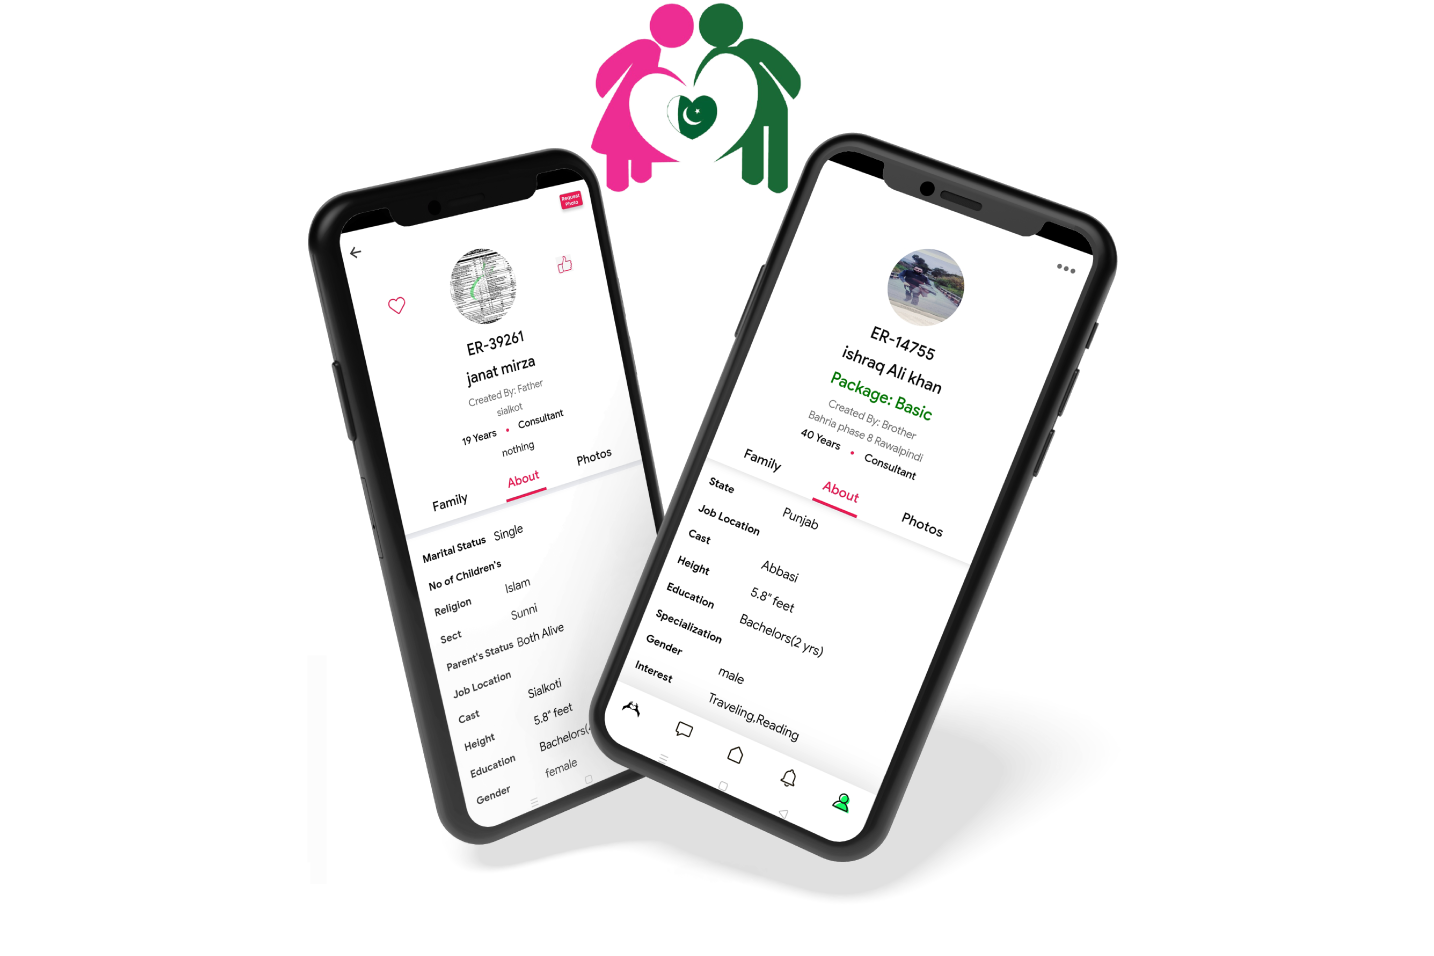 Request
Photo
ER-39261
janat mirza
Created By: Father
sialkot
19 Years • Consultant
nothing
Family About Photos
Marital Status Single
No of Children's
Religion Islam
Sect Sunni
Parent's Status Both Alive
Job Location
Cast Sialkoti
Height 5.8" feet
Education Bachelors(
Gender female
ER-14755
ishraq Ali khan
Package: Basic
Created By: Brother
Bahria phase 8 Rawalpindi
40 Years • Consultant
Family About Photos
State Punjab
Job Location
Cast Abbasi
Height 5.8" feet
Education Bachelors(2 yrs)
Specialization
Gender male
Interest Traveling,Reading